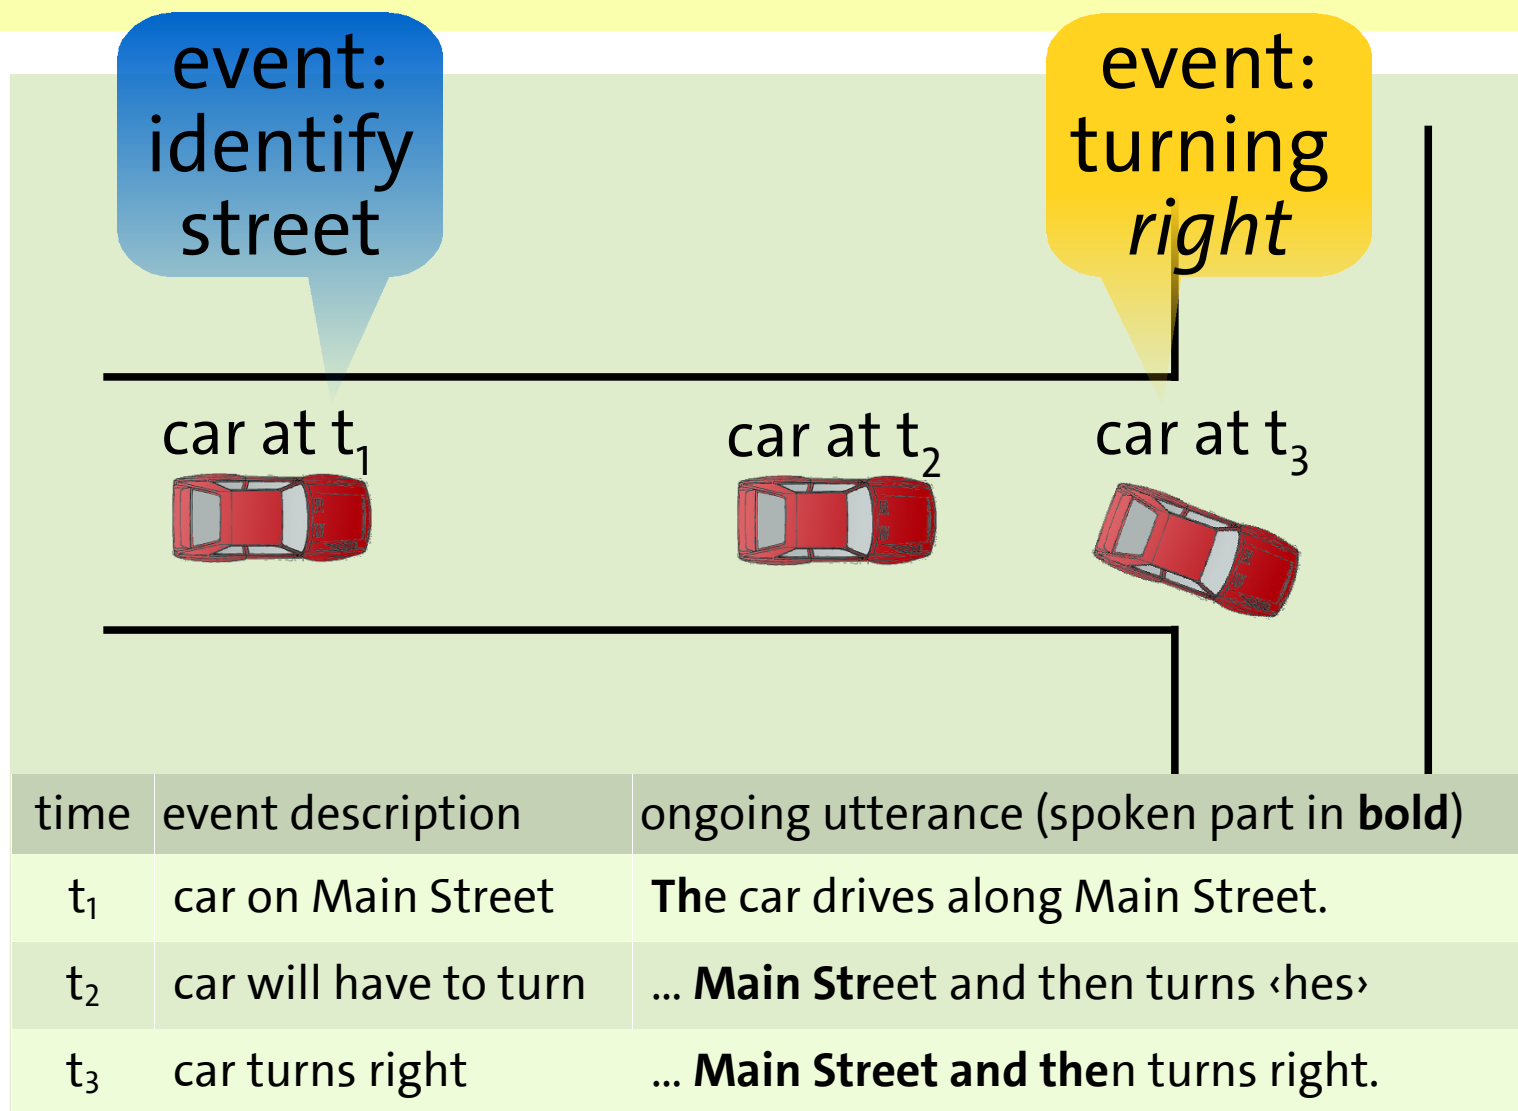 event:
identify
street
event:
turning
right
car at t₁
car at t₂
car at t₃
time event description ongoing utterance (spoken part in bold)
t₁ car on Main Street The car drives along Main Street.
t₂ car will have to turn ... Main Street and then turns ‹hes›
t₃ car turns right ... Main Street and then turns right.